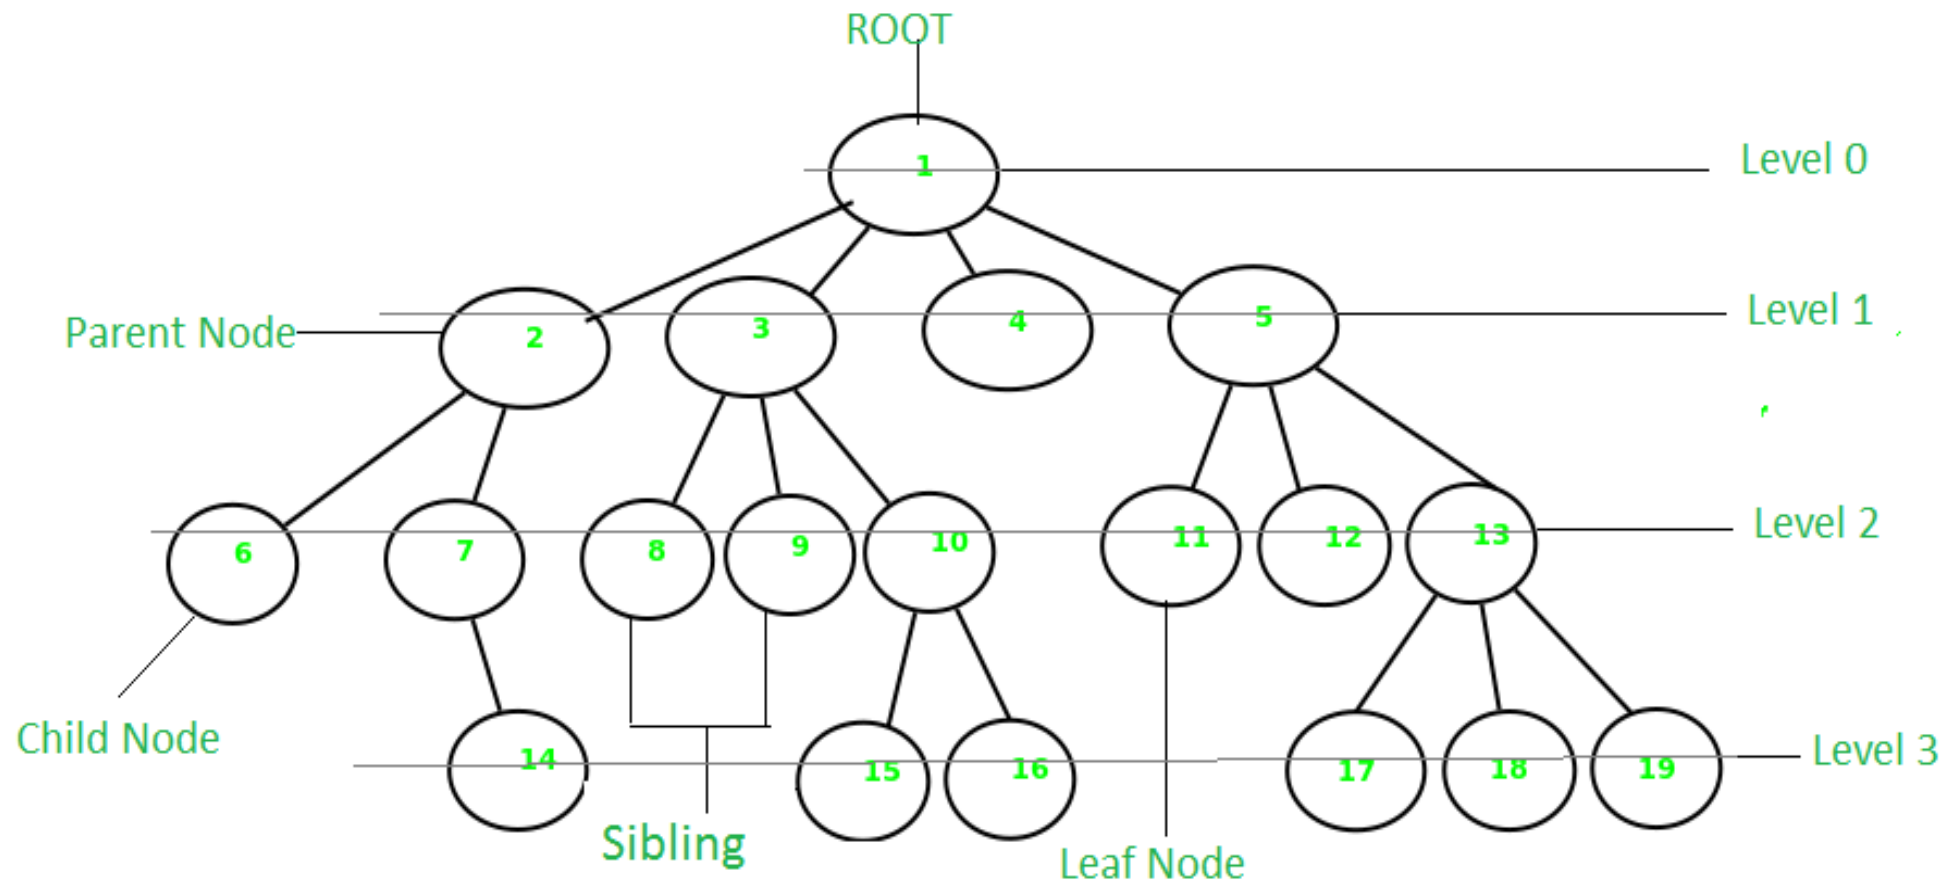 ROOT
1
Level 0
Parent Node
2
3
4
5
Level 1
6
7
8
9
10
11
12
13
Level 2
Child Node
14
15
16
17
18
19
Level 3
Sibling
Leaf Node